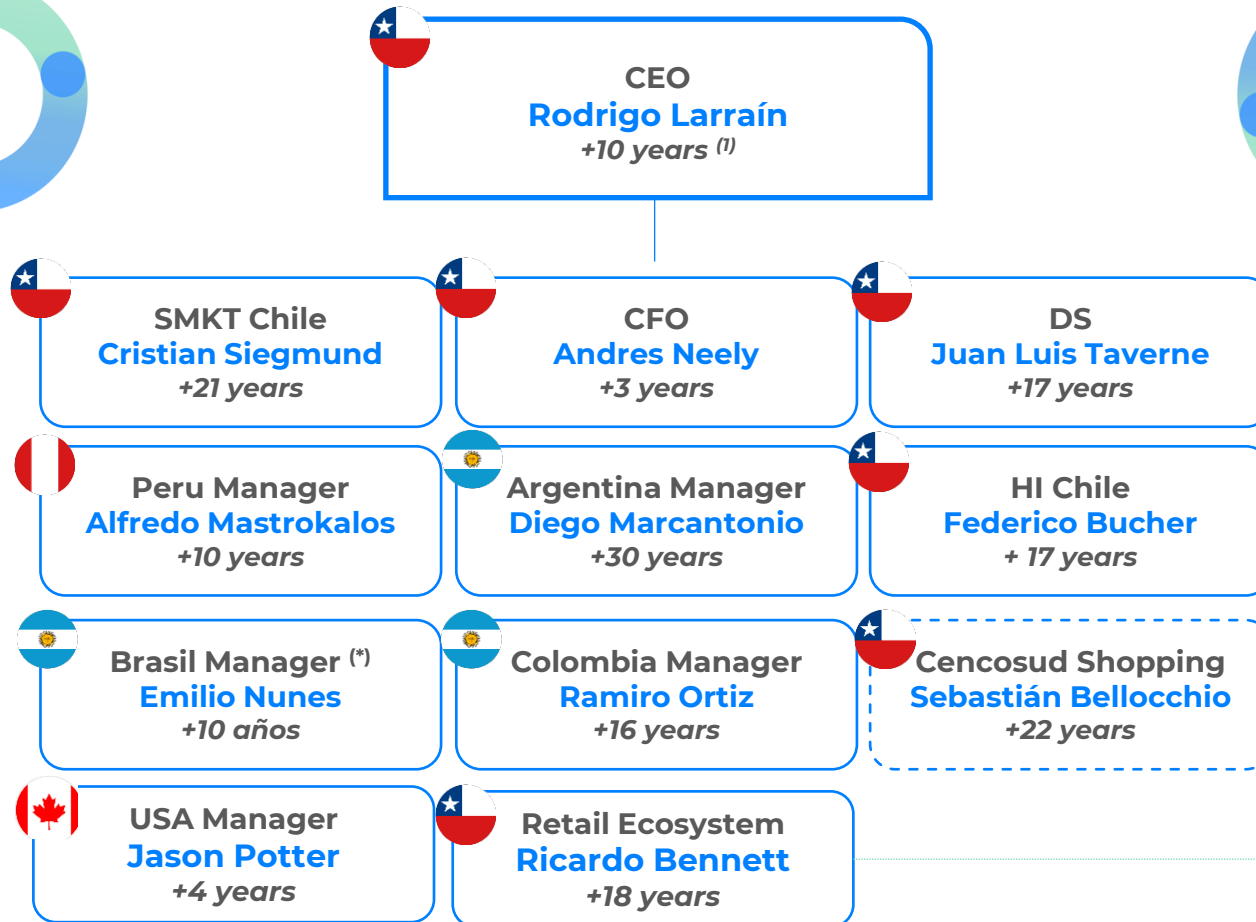 CEO
Rodrigo Larraín
+10 years (1)
SMKT Chile
Cristian Siegmund
+21 years
CFO
Andres Neely
+3 years
DS
Juan Luis Taverne
+17 years
Peru Manager
Alfredo Mastrokalos
+10 years
Argentina Manager
Diego Marcantonio
+30 years
HI Chile
Federico Bucher
+ 17 years
Brasil Manager (*)
Emilio Nunes
+10 años
Colombia Manager
Ramiro Ortiz
+16 years
Cencosud Shopping
Sebastián Bellocchio
+22 years
USA Manager
Jason Potter
+4 years
Retail Ecosystem
Ricardo Bennett
+18 years